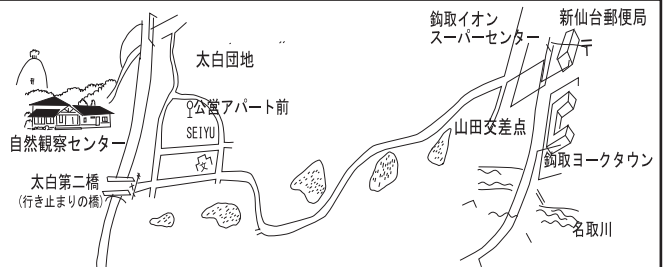 鈎取イオン
スーパーセンター
新仙台郵便局
〒
太白団地
公営アパート前
SEIYU
山田交差点
自然観察センター
鈎取ヨークタウン
太白第二橋
(行き止まりの橋)
名取川